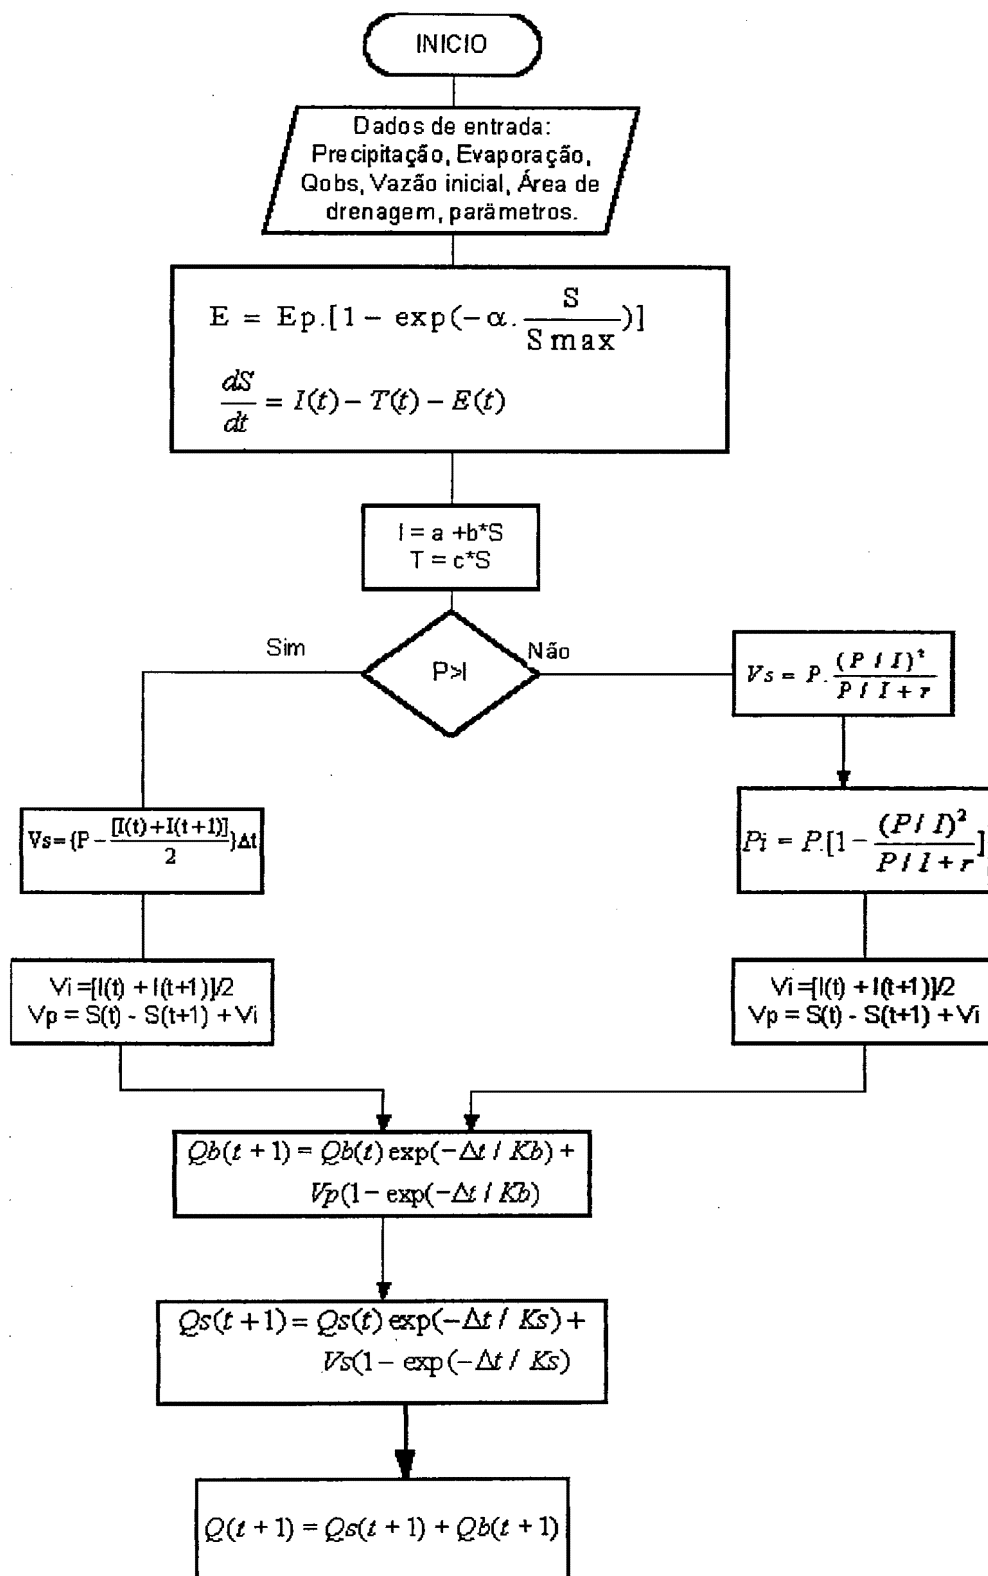 INICIO
Dados de entrada:
Precipitação, Evaporação,
Qobs, Vazão inicial, Área de
drenagem, parâmetros.
E = Ep.[1 - exp(-α. S / S max)]
dS/dt = I(t) - T(t) - E(t)
I = a +b*S
T = c*S
Sim
P>I
Não
Vs = P. (P / I)² / P / I + r
Vs={P - [I(t)+I(t+1)] / 2}Δt
Pi = P.[1 - (P / I)² / P / I + r]
Vi =[I(t) + I(t+1)]/2
Vp = S(t) - S(t+1) + Vi
Vi =[I(t) + I(t+1)]/2
Vp = S(t) - S(t+1) + Vi
Qb(t + 1) = Qb(t) exp(-Δt / Kb) +
Vp(1 - exp(-Δt / Kb)
Qs(t + 1) = Qs(t) exp(-Δt / Ks) +
Vs(1 - exp(-Δt / Ks)
Q(t + 1) = Qs(t + 1) + Qb(t + 1)